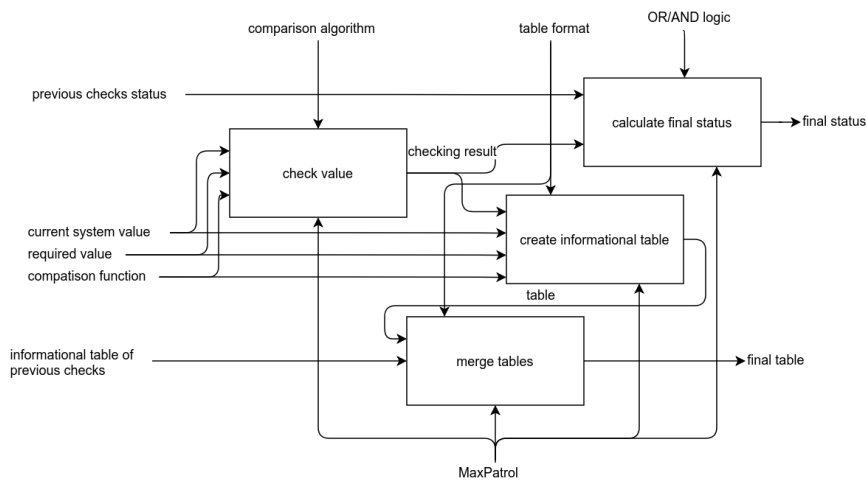 OR/AND logic
comparison algorithm
table format
previous checks status
calculate final status
final status
checking result
check value
current system value
create informational table
required value
compatison function
table
informational table of
previous checks
merge tables
final table
MaxPatrol